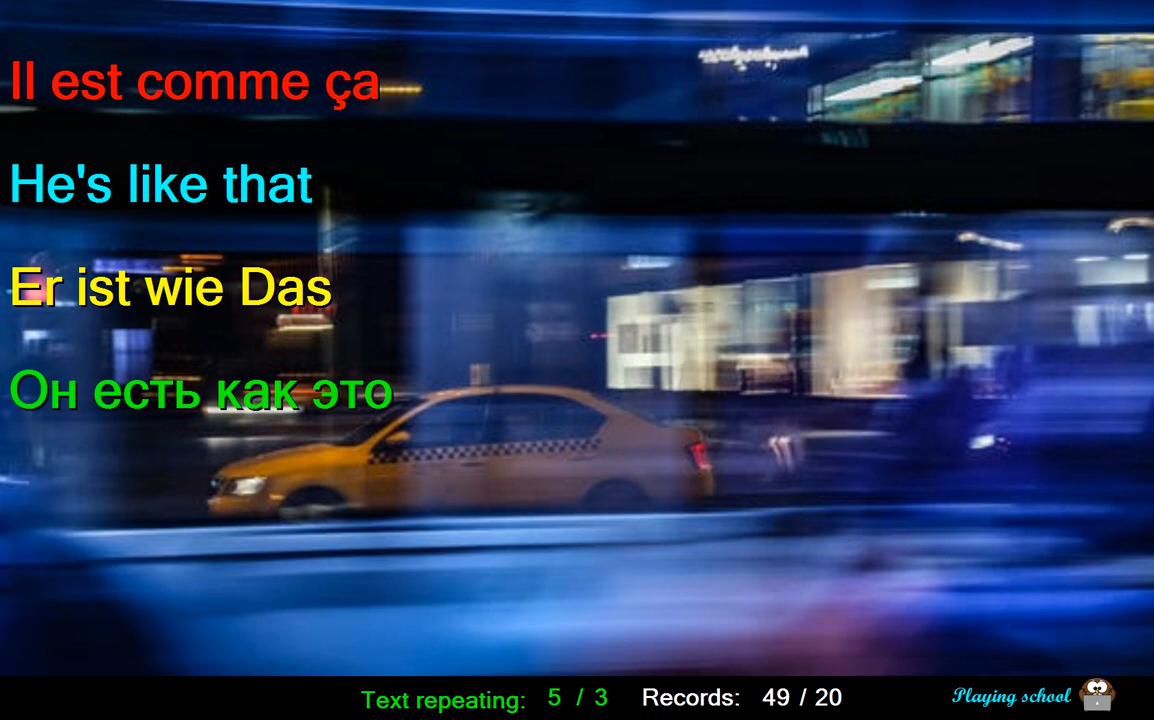 Il est comme ça
He's like that
Er ist wie Das
Он есть как это
Text repeating: 5 / 3 Records: 49 / 20 Playing school